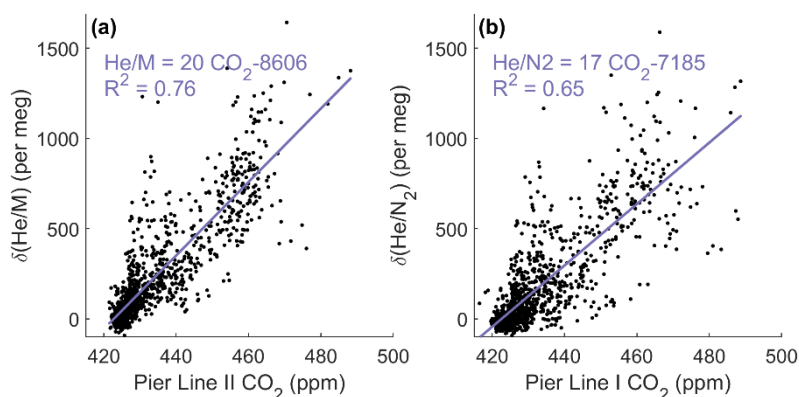 (a)
He/M = 20 CO2-8606
R2 = 0.76
δ(He/M) (per meg)
1500
1000
500
0
420 440 460 480 500
Pier Line II CO2 (ppm)
(b)
He/N2 = 17 CO2-7185
R2 = 0.65
δ(He/N2) (per meg)
1500
1000
500
0
420 440 460 480 500
Pier Line I CO2 (ppm)